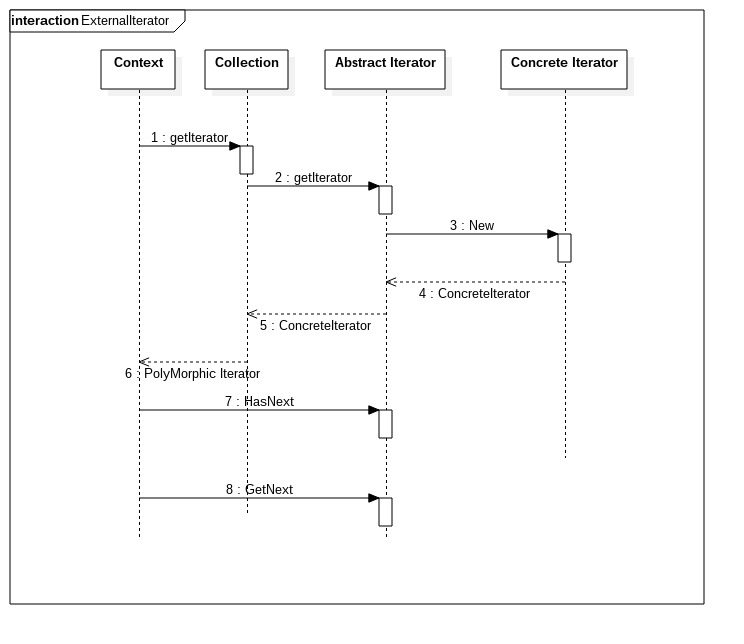 interaction ExternalIterator
Context
Collection
Abstract Iterator
Concrete Iterator
1 : getIterator
2 : getIterator
3 : New
4 : ConcreteIterator
5 : ConcreteIterator
6 : PolyMorphic Iterator
7 : HasNext
8 : GetNext